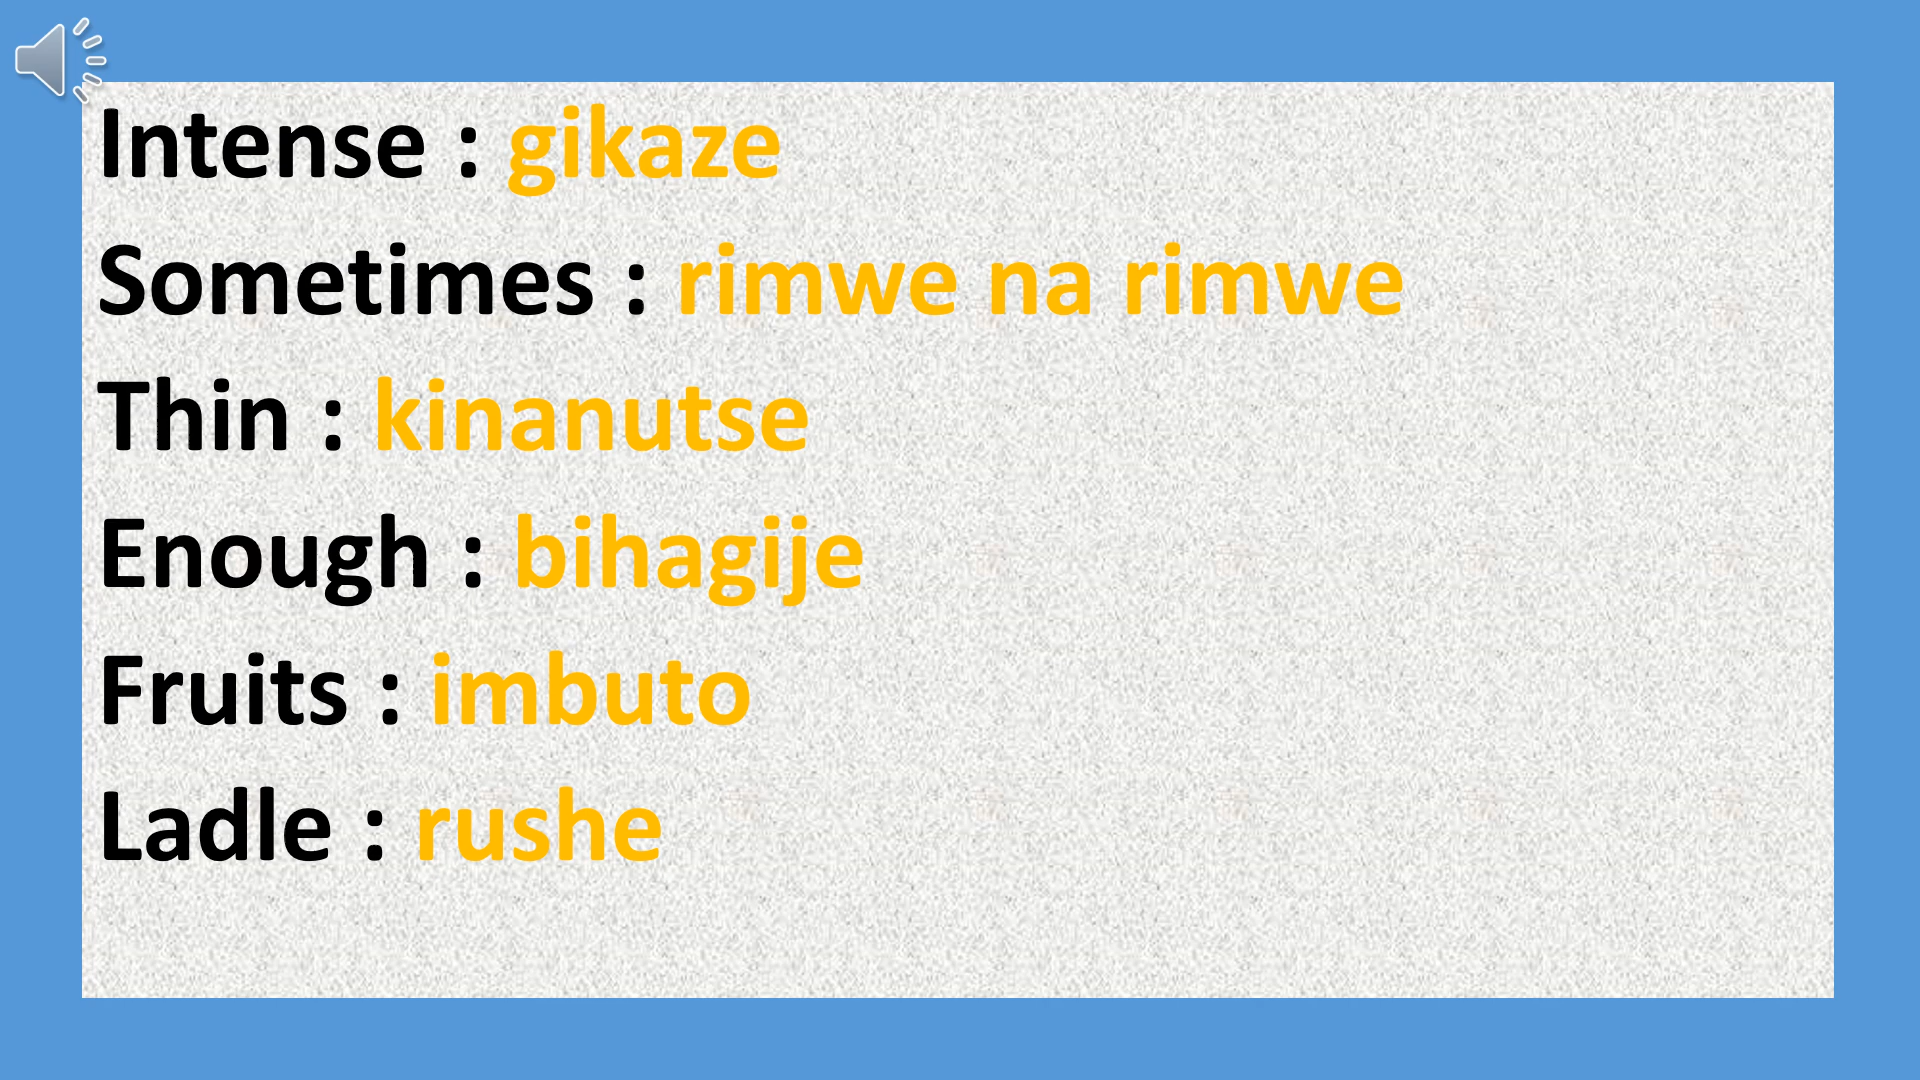 Intense : gikaze
Sometimes : rimwe na rimwe
Thin : kinanutse
Enough : bihagije
Fruits : imbuto
Ladle : rushe